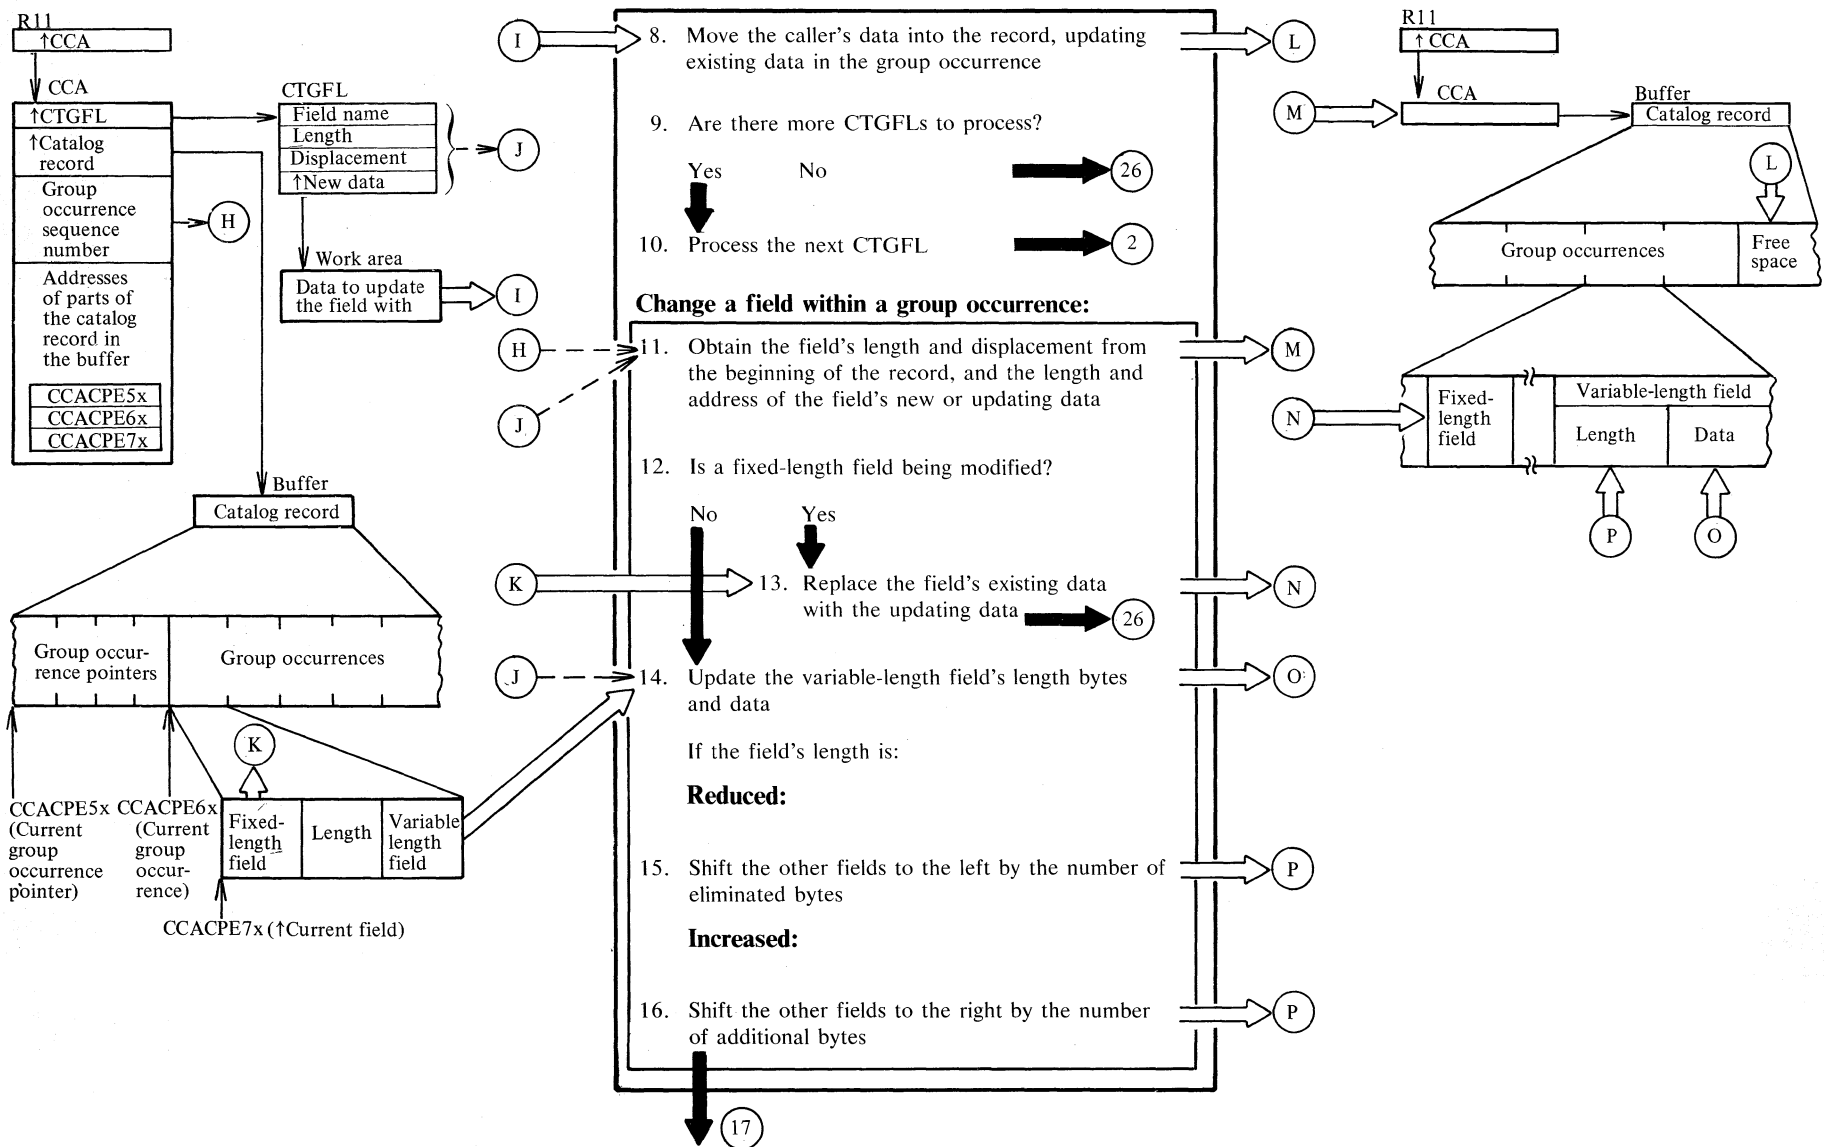 R11
↑CCA
CCA
↑CTGFL
↑Catalog
record
Group
occurrence
sequence
number
H
Addresses
of parts of
the catalog
record in
the buffer
CCACPE5x
CCACPE6x
CCACPE7x
CTGFL
Field name
Length
Displacement
↑New data
J
Work area
Data to update
the field with
I
Buffer
Catalog record
Group occur-
rence pointers
Group occurrences
K
CCACPE5x
(Current
group
occurrence
pointer)
CCACPE6x
(Current
group
occur-
rence)
Fixed-
length
field
Length
Variable
length
field
CCACPE7x (↑Current field)
I
8. Move the caller's data into the record, updating
existing data in the group occurrence
L
9. Are there more CTGFLs to process?
Yes No 26
10. Process the next CTGFL 2
Change a field within a group occurrence:
H
J
11. Obtain the field's length and displacement from
the beginning of the record, and the length and
address of the field's new or updating data
M
12. Is a fixed-length field being modified?
No Yes
K
13. Replace the field's existing data
with the updating data 26
N
J
14. Update the variable-length field's length bytes
and data
O
If the field's length is:
Reduced:
15. Shift the other fields to the left by the number of
eliminated bytes
P
Increased:
16. Shift the other fields to the right by the number
of additional bytes
P
17
R11
↑ CCA
M
CCA
Buffer
Catalog record
L
Group occurrences
Free
space
N
Fixed-
length
field
Variable-length field
Length
Data
P
O